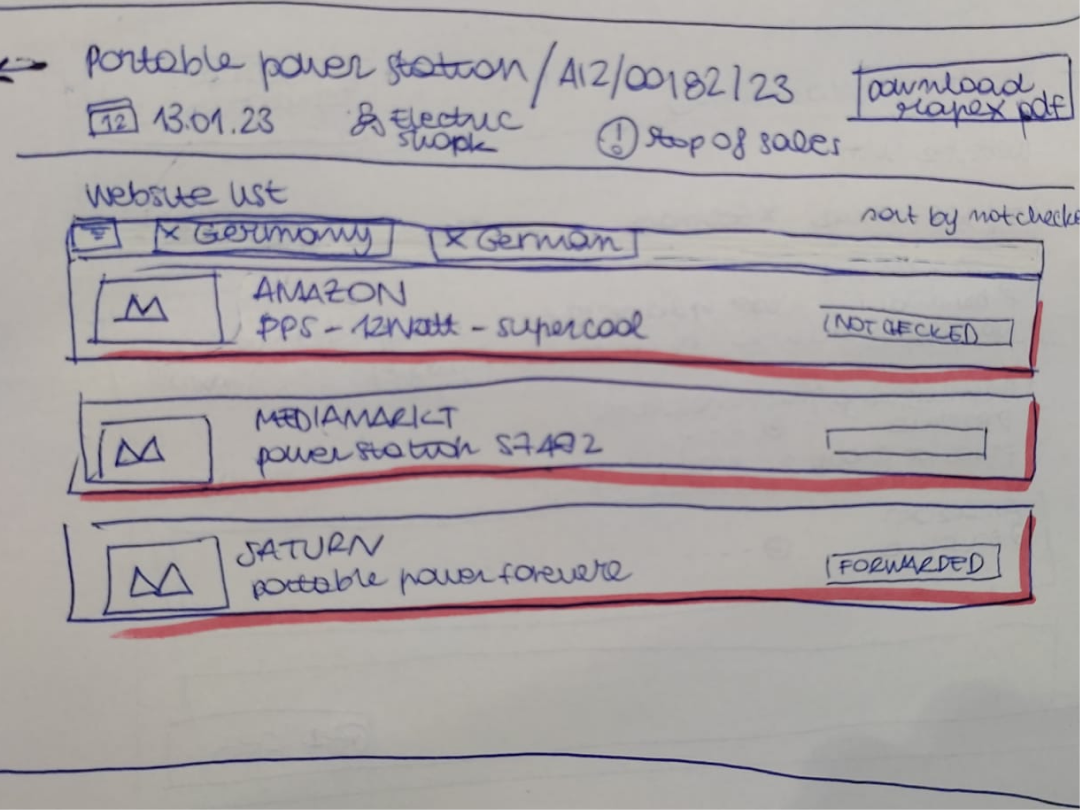 portable power station/A12/00182/23
Download rapex pdf
12 13.01.23
Electric shopk
! stop of sales
website list
sort by not checke
x Germany
x German
AMAZON
PPS - 12Watt - supercool
NOT CHECKED
MEDIAMARKT
power station S7492
SATURN
portable power forevere
FORWARDED